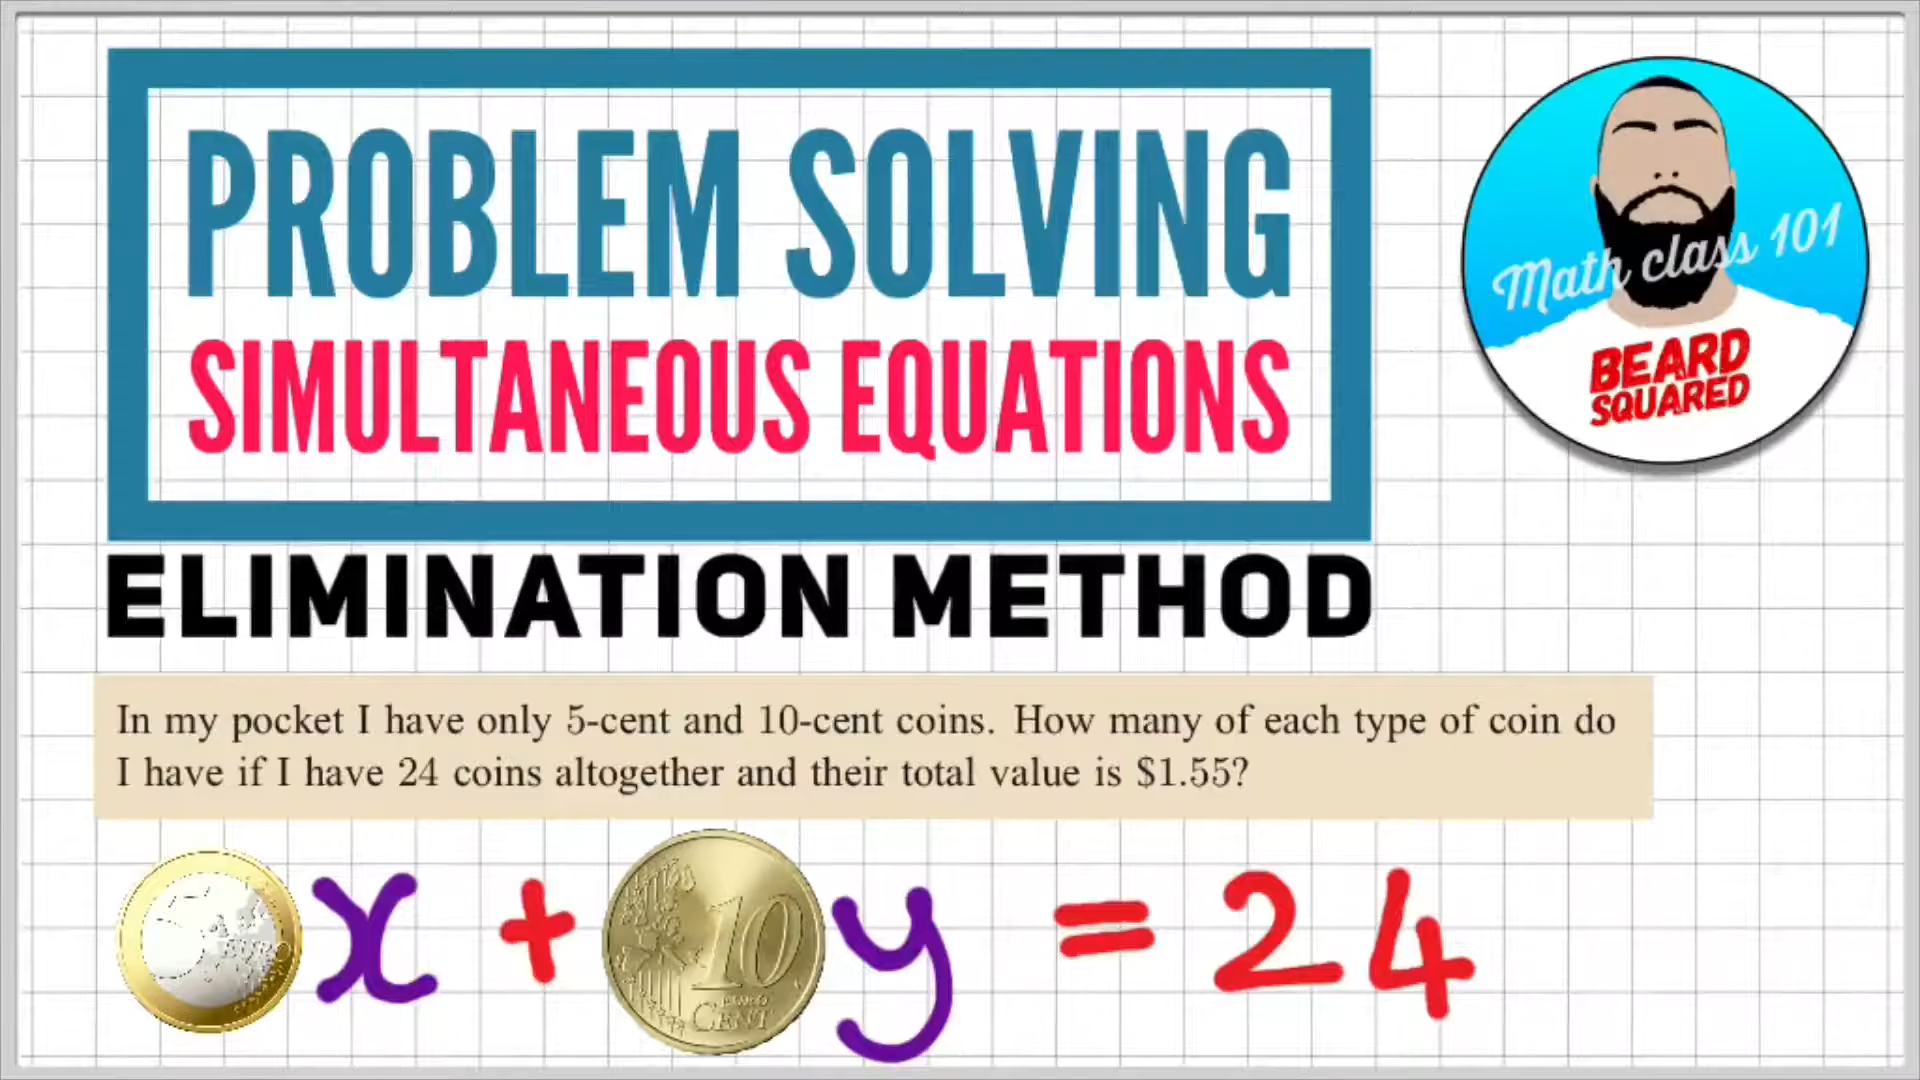 PROBLEM SOLVING
SIMULTANEOUS EQUATIONS
ELIMINATION METHOD
Math class 101
BEARD
SQUARED
In my pocket I have only 5-cent and 10-cent coins. How many of each type of coin do
I have if I have 24 coins altogether and their total value is $1.55?
EURO
x + 10 EURO CENT y = 24